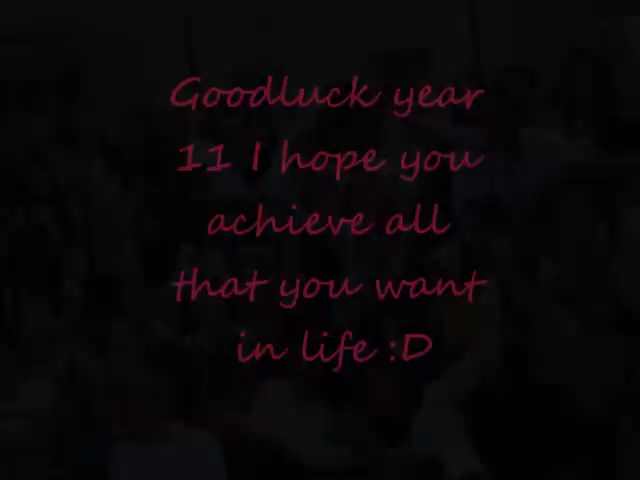 Goodluck year
11 I hope you
achieve all
that you want
in life :D